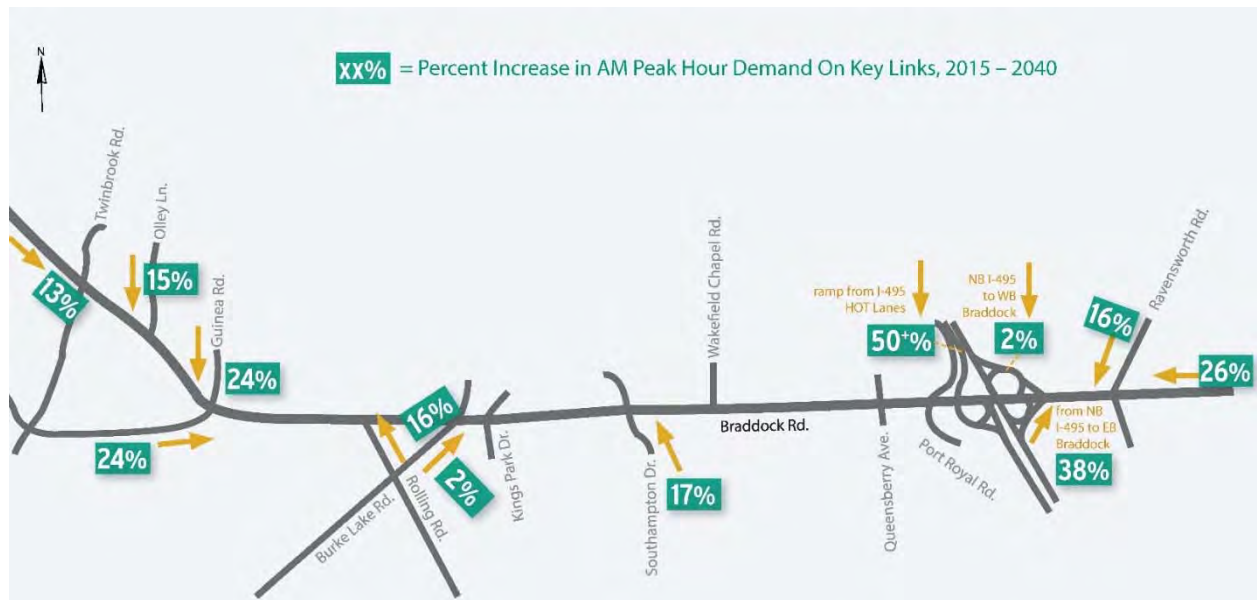 N
xx% = Percent Increase in AM Peak Hour Demand On Key Links, 2015 – 2040
Twinbrook Rd.
Olley Ln.
13%
15%
Guinea Rd.
24%
24%
16%
2%
Burke Lake Rd.
Rolling Rd.
Kings Park Dr.
Southampton Dr.
17%
Wakefield Chapel Rd.
Braddock Rd.
Queensberry Ave.
Port Royal Rd.
ramp from I-495
HOT Lanes
50+%
NB I-495
to WB
Braddock
2%
Ravensworth Rd.
16%
26%
from NB
I-495 to EB
Braddock
38%